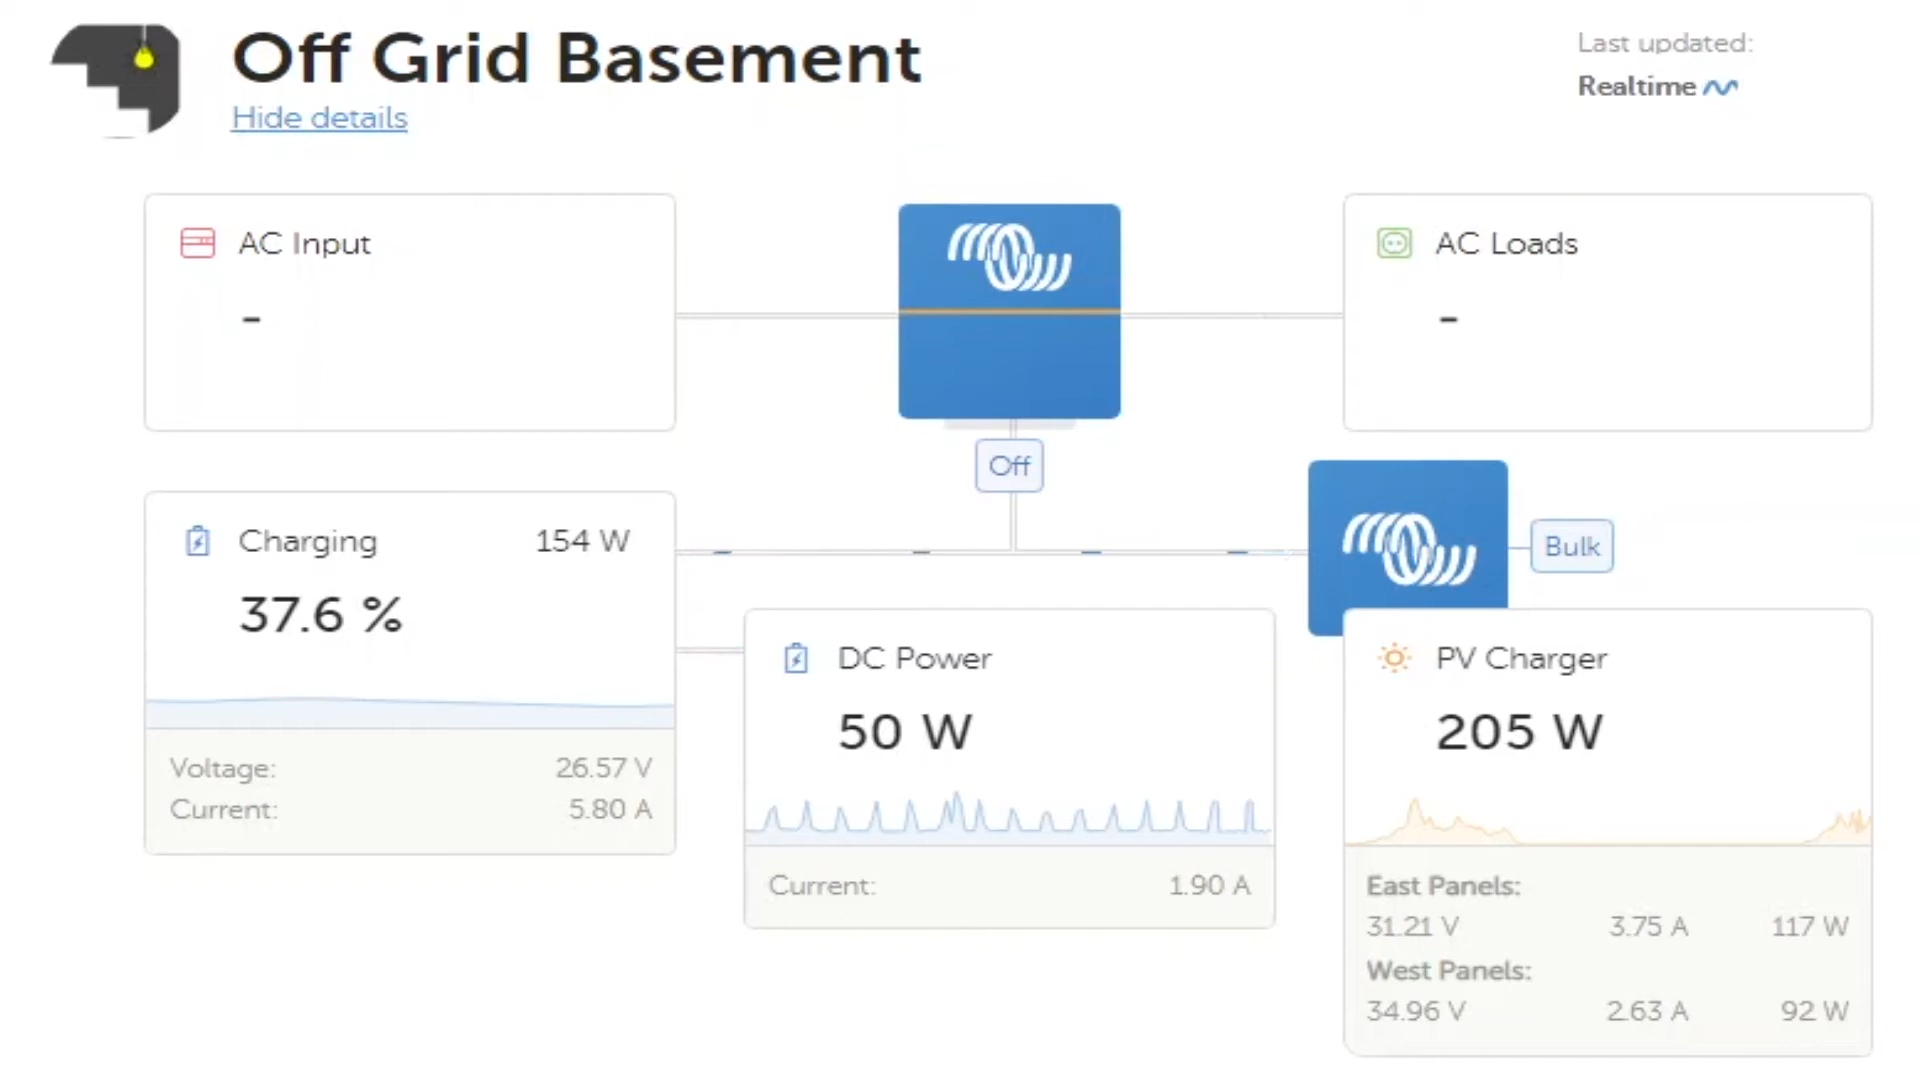 Off Grid Basement
Hide details
Last updated:
Realtime
AC Input
-
AC Loads
-
Off
Charging 154 W
37.6 %
Voltage: 26.57 V
Current: 5.80 A
Bulk
DC Power
50 W
Current: 1.90 A
PV Charger
205 W
East Panels:
31.21 V 3.75 A 117 W
West Panels:
34.96 V 2.63 A 92 W